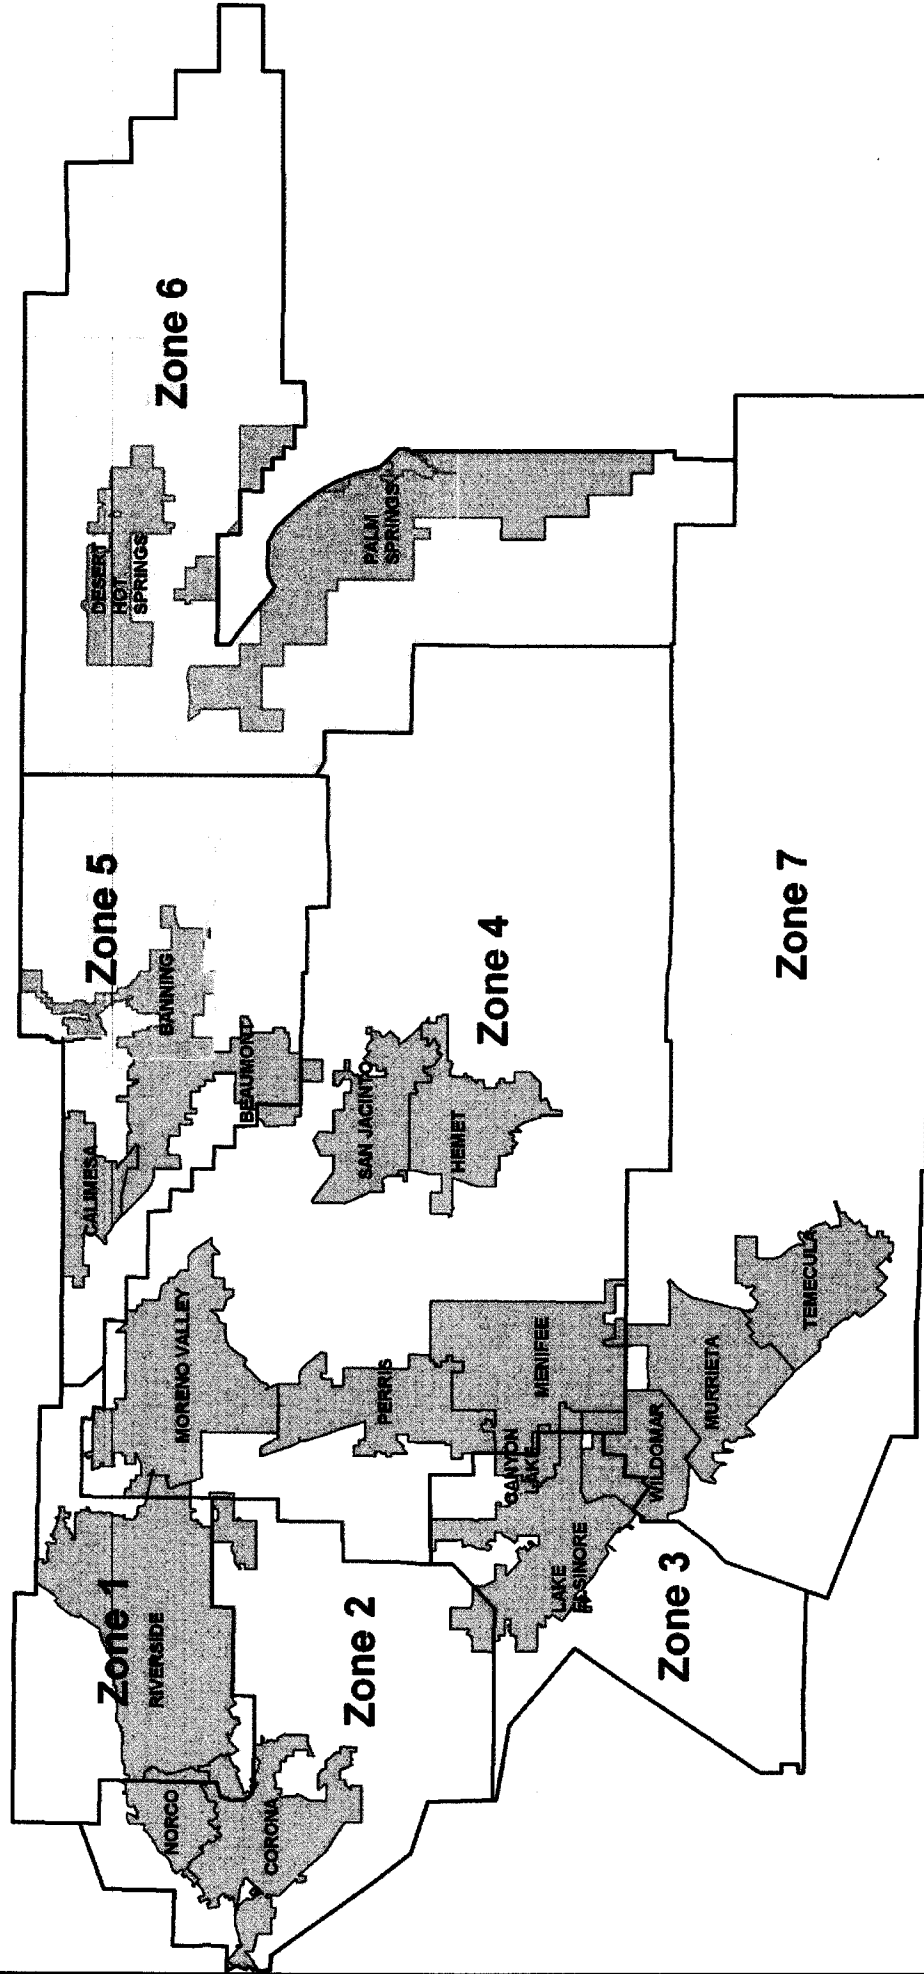 Zone 1
RIVERSIDE
NORCO
CORONA
Zone 2
LAKE
ELSINORE
CANYON
LAKE
Zone 3
WILDOMAR
MURRIETA
TEMECULA
MENIFEE
PERRIS
MORENO VALLEY
SAN JACINTO
HEMET
Zone 4
CALIMESA
BEAUMONT
BANNING
Zone 5
DESERT
HOT
SPRINGS
PALM
SPRINGS
Zone 6
Zone 7